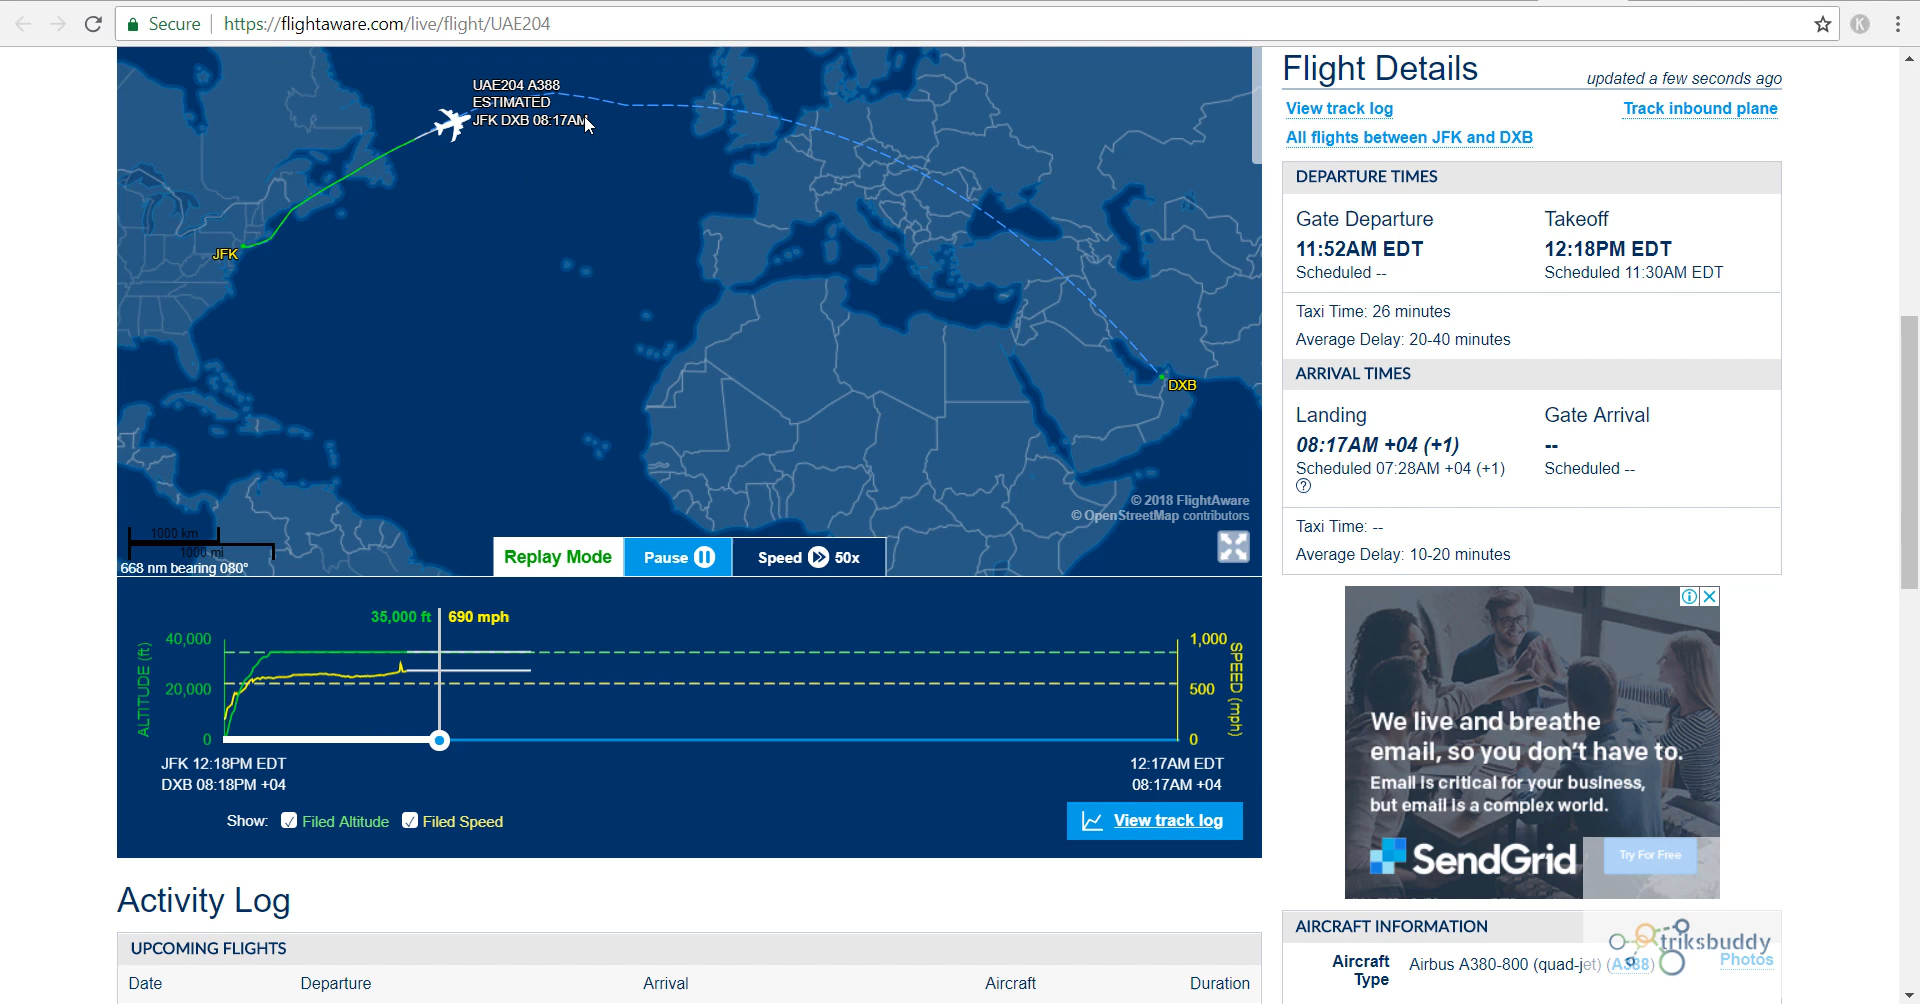 Secure https://flightaware.com/live/flight/UAE204
K
UAE204 A388
ESTIMATED
JFK DXB 08:17AM
JFK
DXB
© 2018 FlightAware
© OpenStreetMap contributors
1000 km
1000 mi
668 nm bearing 080°
Replay Mode
Pause
Speed 50x
35,000 ft 690 mph
ALTITUDE (ft)
40,000
20,000
0
1,000
500
0
SPEED (mph)
JFK 12:18PM EDT
DXB 08:18PM +04
12:17AM EDT
08:17AM +04
Show: Filed Altitude Filed Speed
View track log
Activity Log
UPCOMING FLIGHTS
Date Departure Arrival Aircraft Duration
Flight Details
updated a few seconds ago
View track log Track inbound plane
All flights between JFK and DXB
DEPARTURE TIMES
Gate Departure Takeoff
11:52AM EDT 12:18PM EDT
Scheduled -- Scheduled 11:30AM EDT
Taxi Time: 26 minutes
Average Delay: 20-40 minutes
ARRIVAL TIMES
Landing Gate Arrival
08:17AM +04 (+1) --
Scheduled 07:28AM +04 (+1) Scheduled --
?
Taxi Time: --
Average Delay: 10-20 minutes
We live and breathe
email, so you don't have to.
Email is critical for your business,
but email is a complex world.
SendGrid
Try For Free
AIRCRAFT INFORMATION
triksbuddy
Aircraft Type Airbus A380-800 (quad-jet) (A388)
Photos